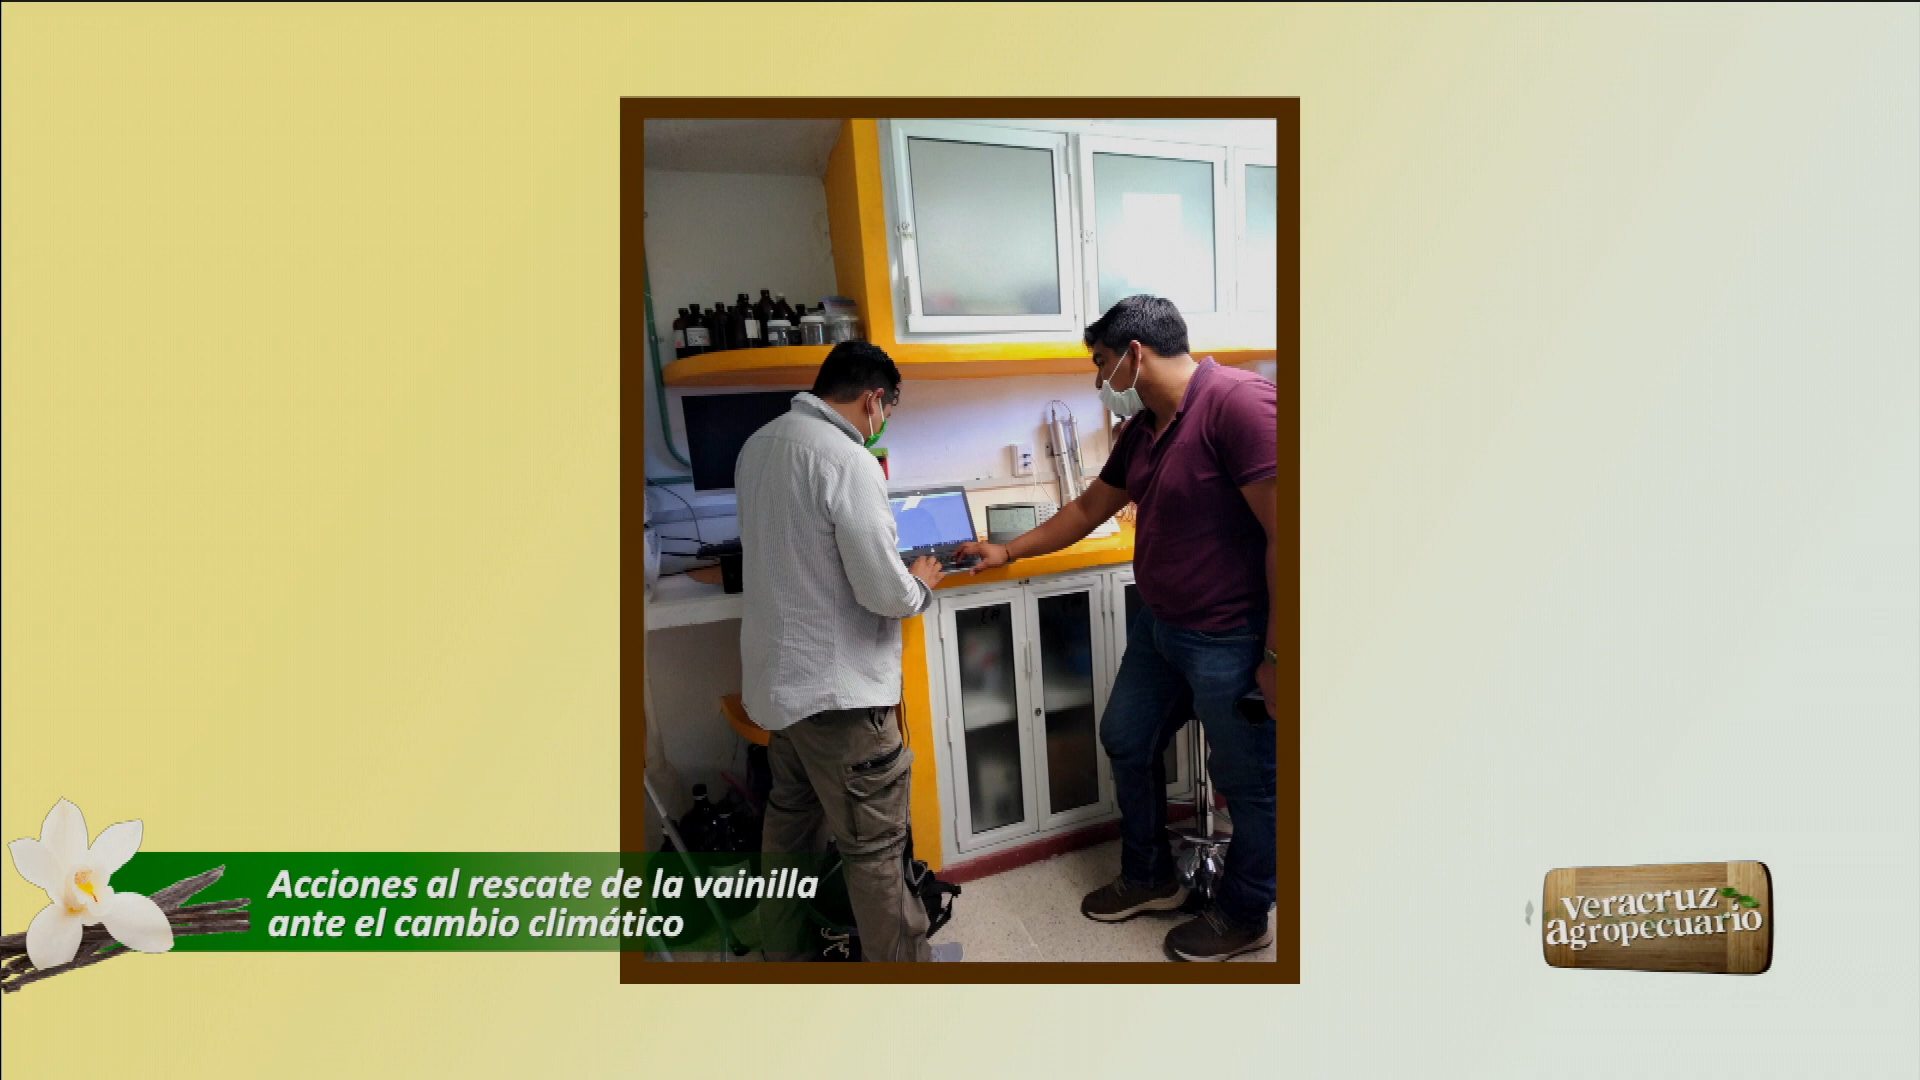 Acciones al rescate de la vainilla
ante el cambio climático
veracruz
agropecuario